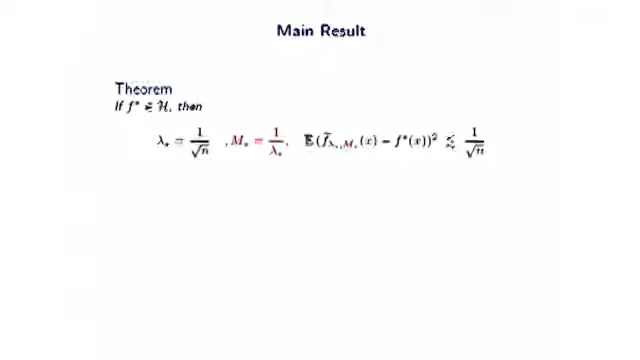 Main Result
Theorem
If f* ∈ ℋ, then
λ* = 1/√n , M* = 1/λ*, 𝔼 (f̃λ*,M*(x) − f*(x))² ≲ 1/√n